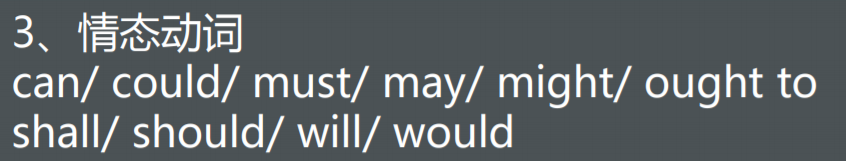 3、情态动词
can/ could/ must/ may/ might/ ought to
shall/ should/ will/ would